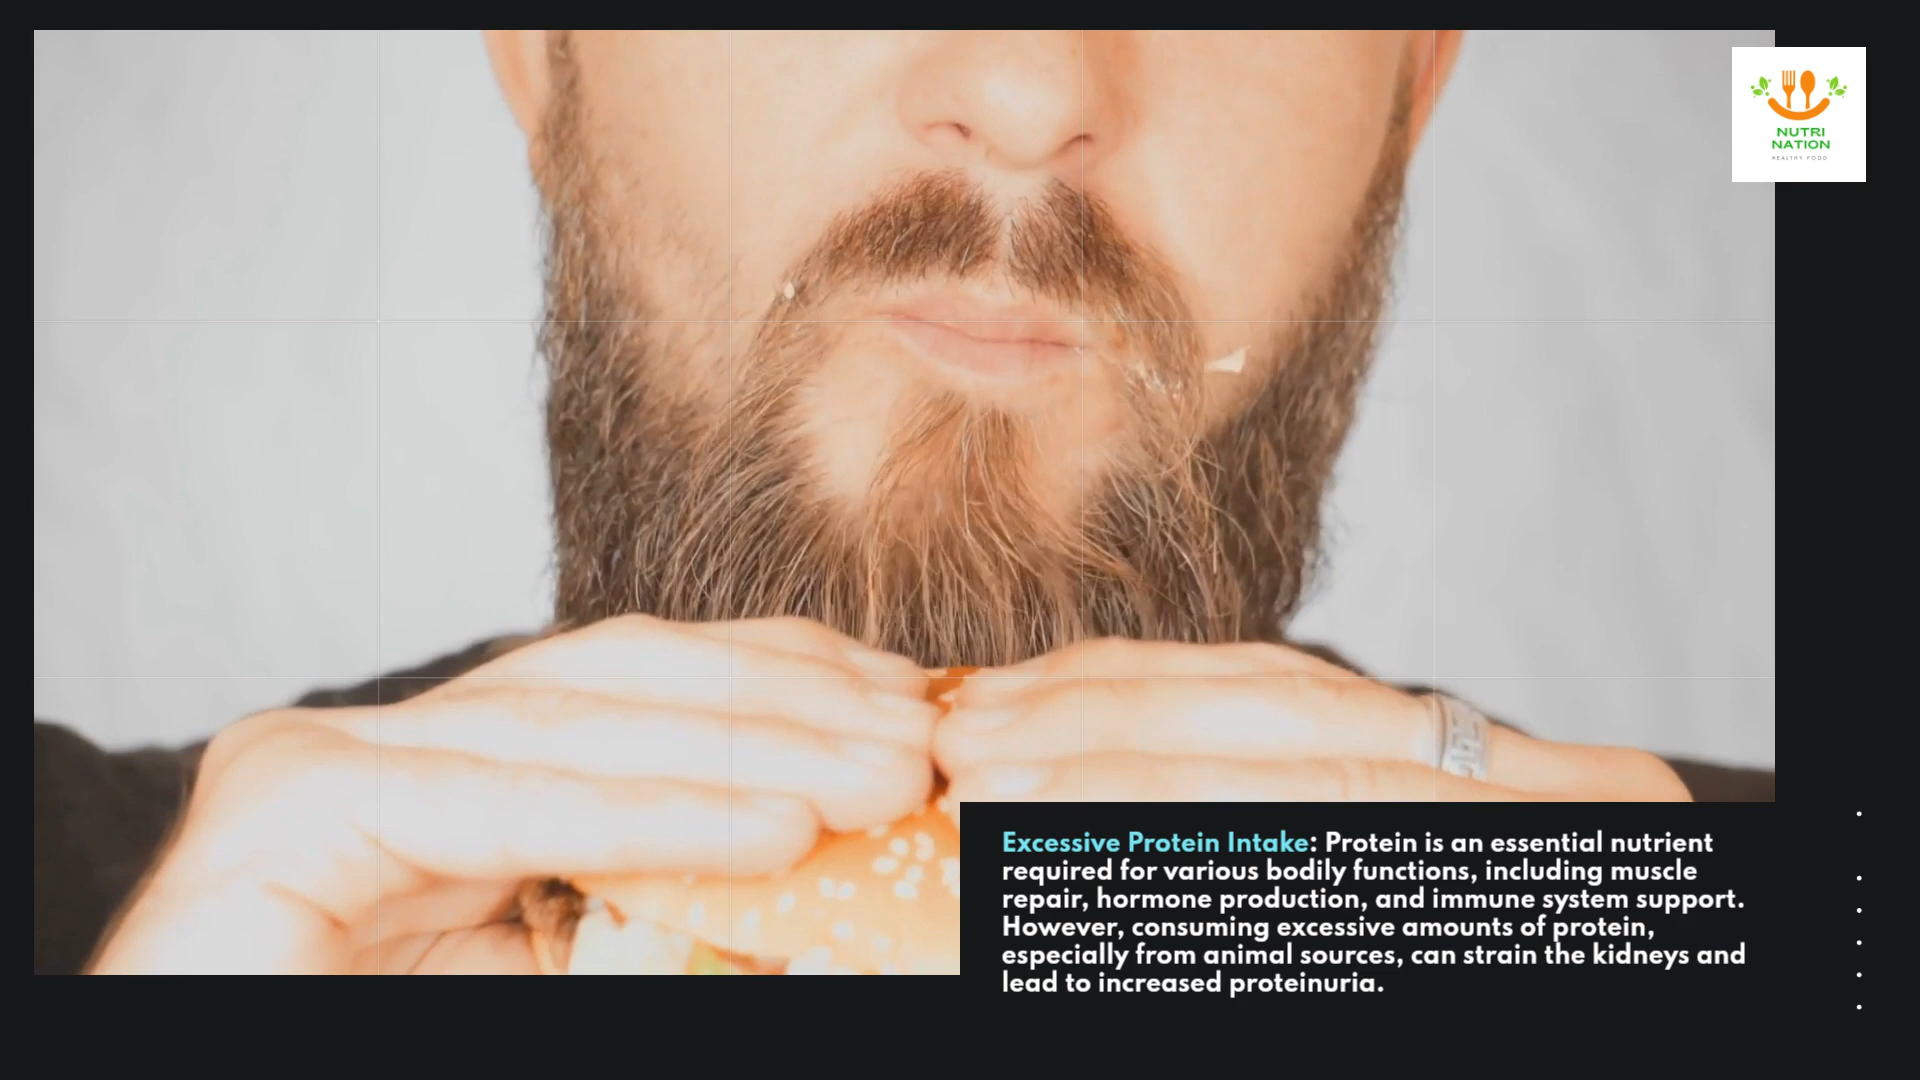 NUTRI
NATION
HEALTHY FOOD
Excessive Protein Intake: Protein is an essential nutrient
required for various bodily functions, including muscle
repair, hormone production, and immune system support.
However, consuming excessive amounts of protein,
especially from animal sources, can strain the kidneys and
lead to increased proteinuria.